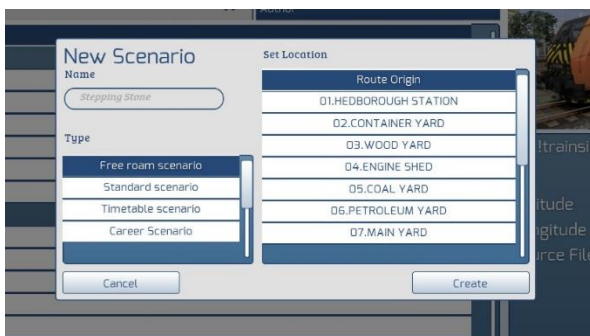 Author
New Scenario
Name
Stepping Stone
Type
Free roam scenario
Standard scenario
Timetable scenario
Career Scenario
Cancel
Set Location
Route Origin
01.HEDBOROUGH STATION
02.CONTAINER YARD
03.WOOD YARD
04.ENGINE SHED
05.COAL YARD
06.PETROLEUM YARD
07.MAIN YARD
Create